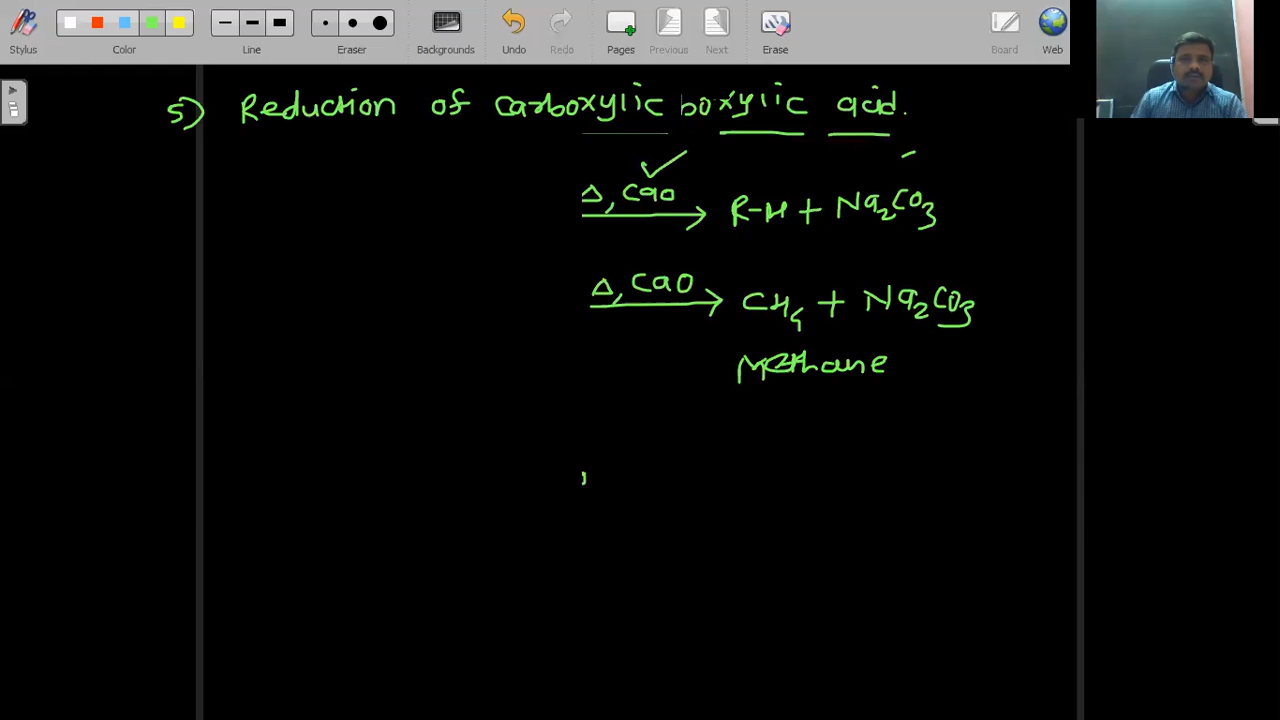 Stylus Color Line Eraser Backgrounds Undo Redo Pages Previous Next Erase Board Web
5) Reduction of carboxylic boxylic acid.
Δ, CaO → R-H + Na₂CO₃
Δ, CaO → CH₄ + Na₂CO₃
Methane